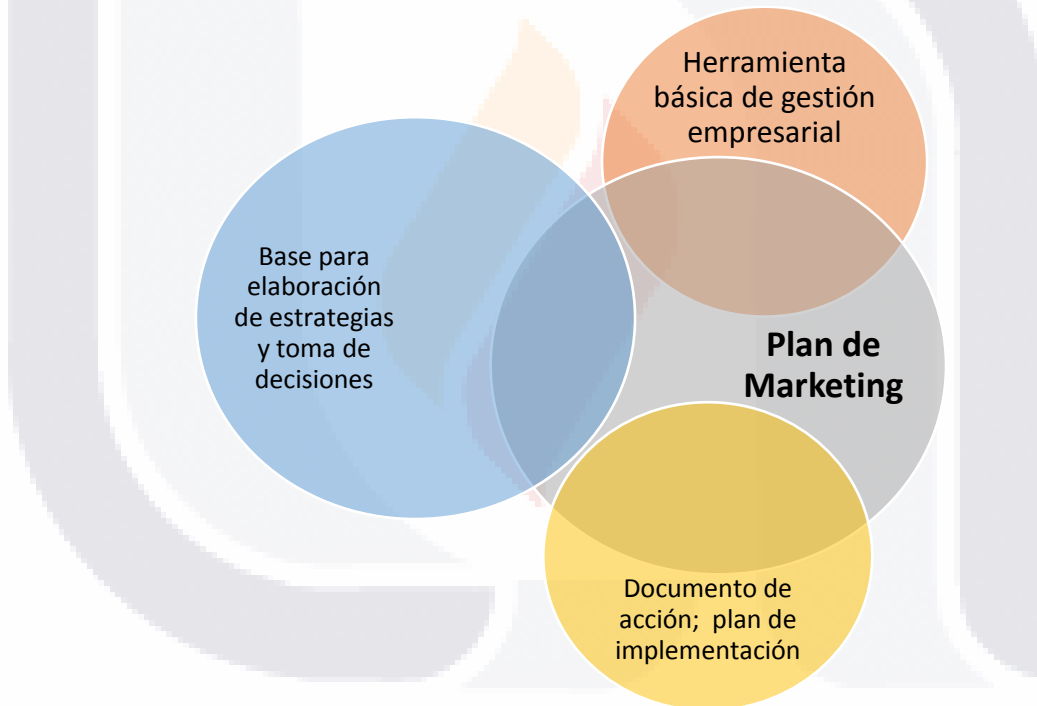 Herramienta
básica de gestión
empresarial
Base para
elaboración
de estrategias
y toma de
decisiones
Plan de
Marketing
Documento de
acción; plan de
implementación